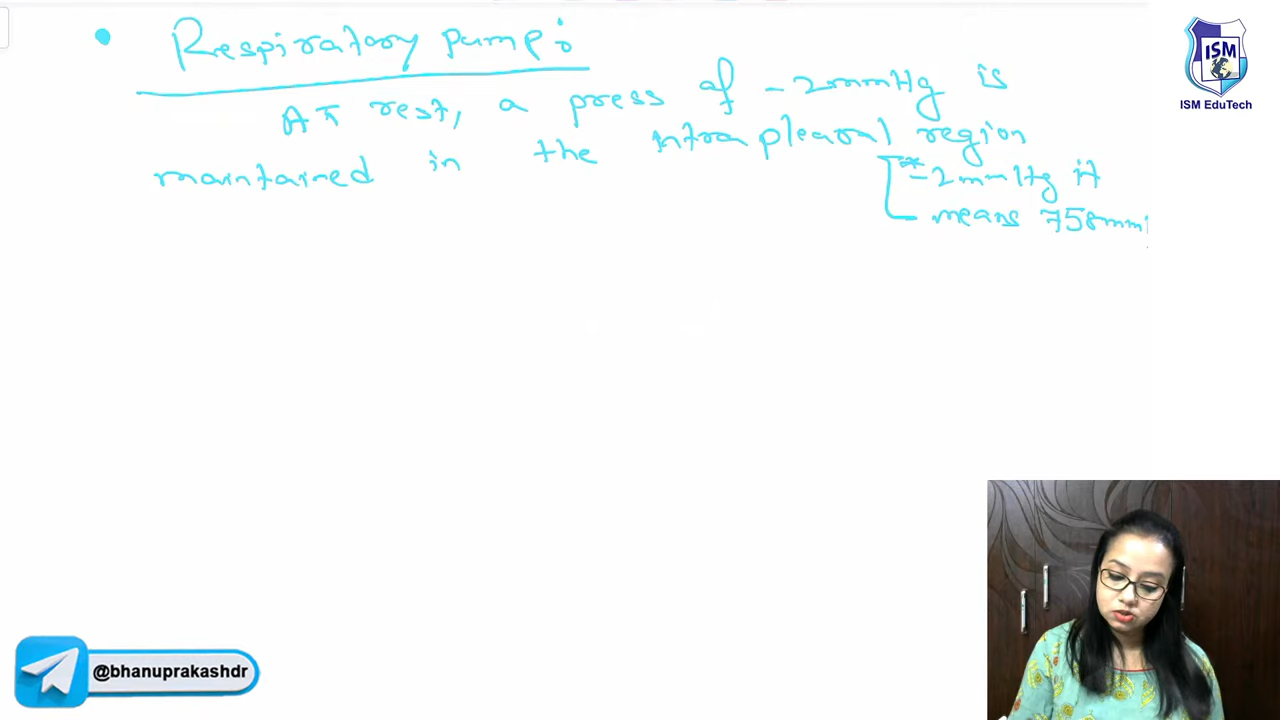 • Respiratory pump:
At rest, a press of -2mmHg is
maintained in the intrapleural region
* -2mmHg it
means 758mm
ISM
ISM EduTech
@bhanuprakashdr